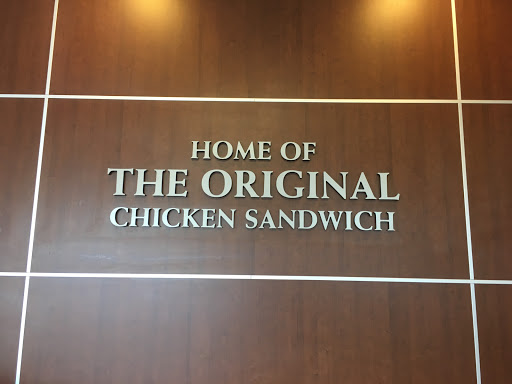 HOME OF
THE ORIGINAL
CHICKEN SANDWICH